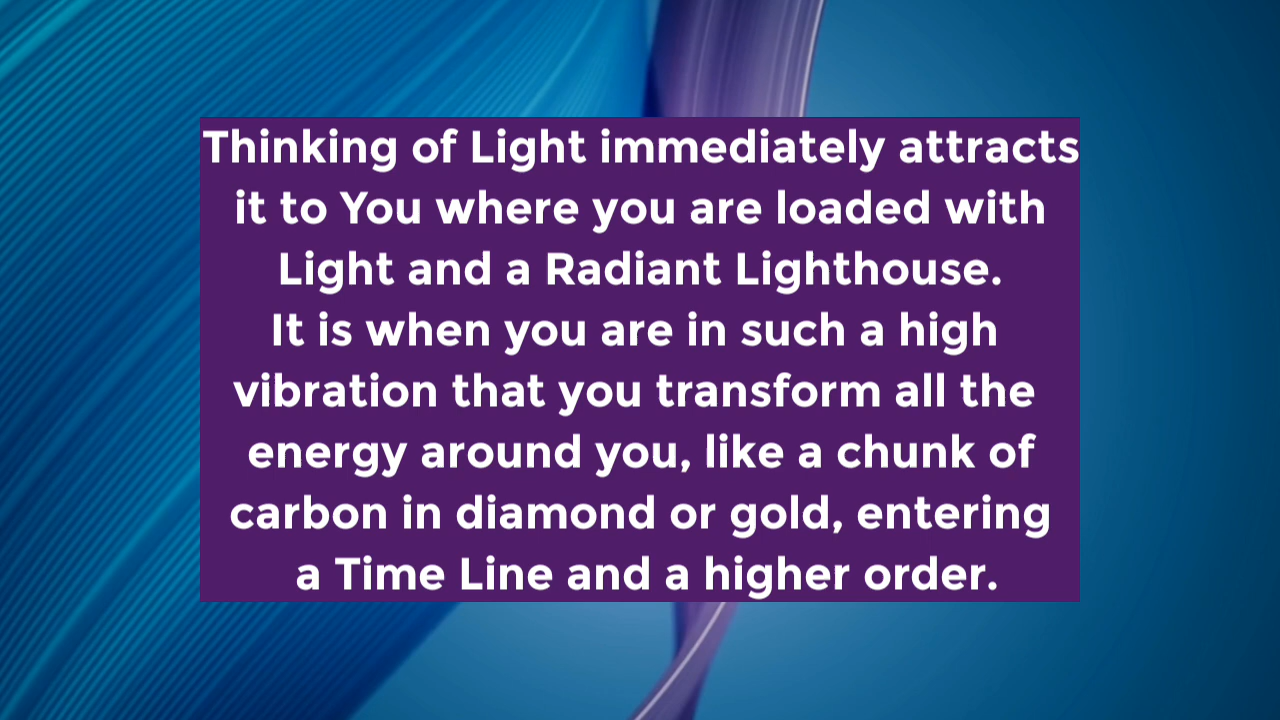 Thinking of Light immediately attracts
it to You where you are loaded with
Light and a Radiant Lighthouse.
It is when you are in such a high
vibration that you transform all the
energy around you, like a chunk of
carbon in diamond or gold, entering
a Time Line and a higher order.